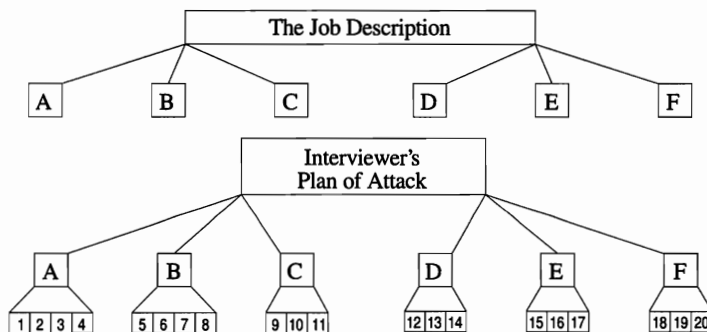 The Job Description
A B C D E F
Interviewer's
Plan of Attack
A B C D E F
1 2 3 4 5 6 7 8 9 10 11 12 13 14 15 16 17 18 19 20